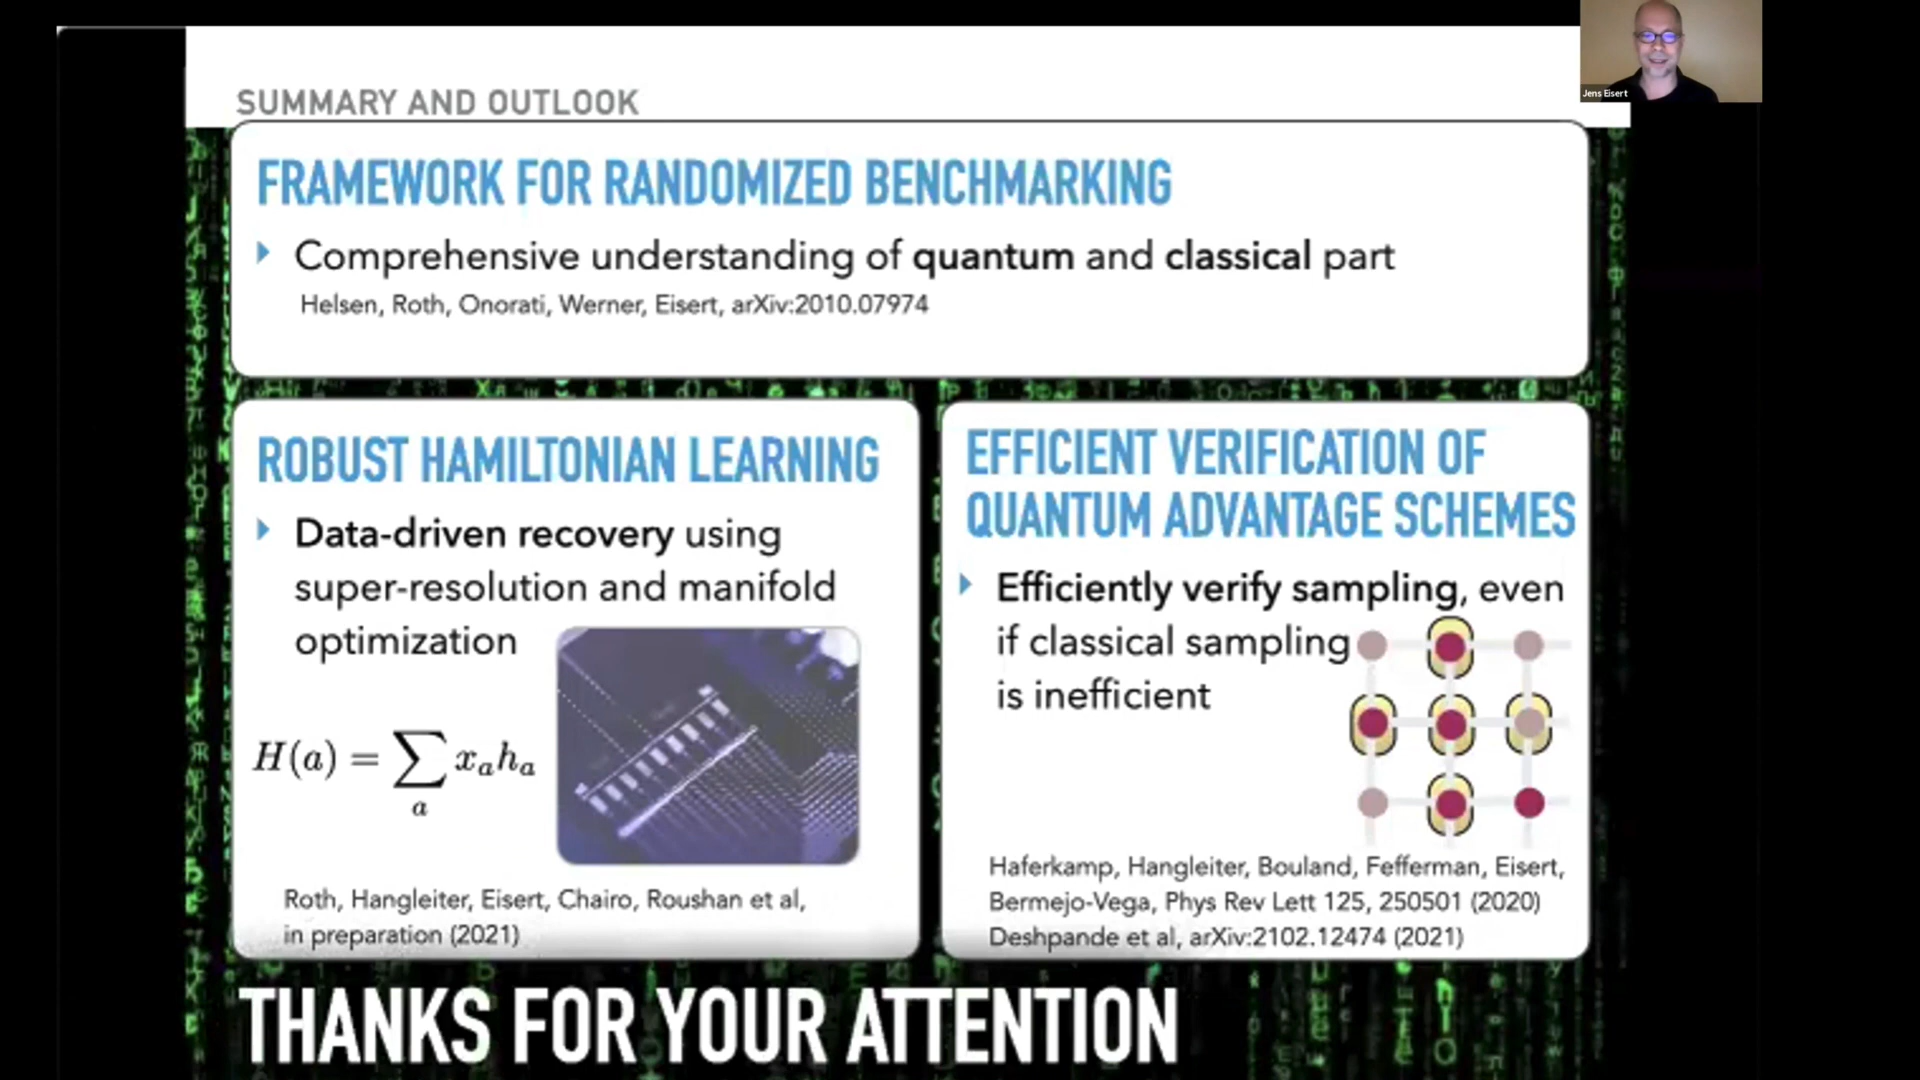 Jens Eisert
SUMMARY AND OUTLOOK
FRAMEWORK FOR RANDOMIZED BENCHMARKING
Comprehensive understanding of quantum and classical part
Helsen, Roth, Onorati, Werner, Eisert, arXiv:2010.07974
ROBUST HAMILTONIAN LEARNING
Data-driven recovery using
super-resolution and manifold
optimization
H(a) = ∑ₐ xₐhₐ
Roth, Hangleiter, Eisert, Chairo, Roushan et al,
in preparation (2021)
EFFICIENT VERIFICATION OF
QUANTUM ADVANTAGE SCHEMES
Efficiently verify sampling, even
if classical sampling
is inefficient
Haferkamp, Hangleiter, Bouland, Fefferman, Eisert,
Bermejo-Vega, Phys Rev Lett 125, 250501 (2020)
Deshpande et al, arXiv:2102.12474 (2021)
THANKS FOR YOUR ATTENTION